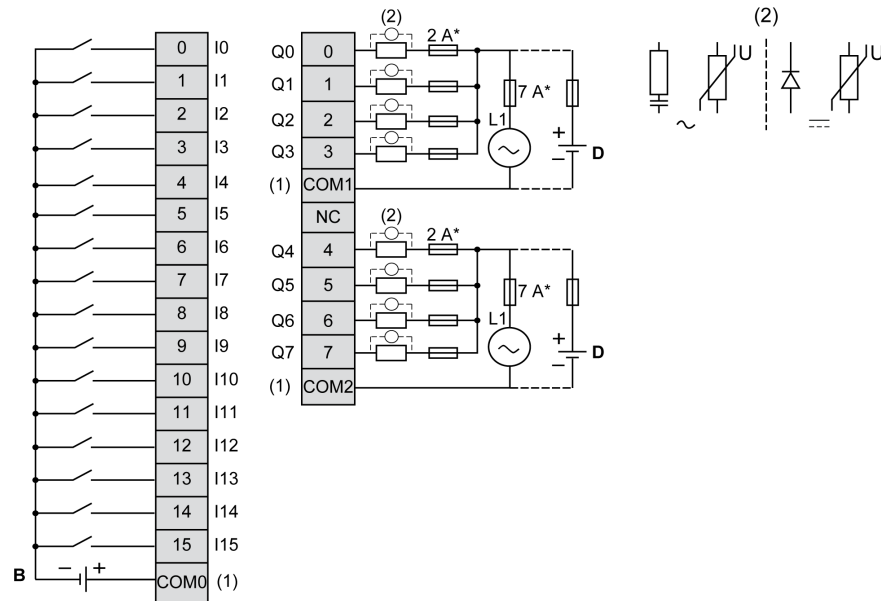 (2)
0 I0
1 I1
2 I2
3 I3
4 I4
5 I5
6 I6
7 I7
8 I8
9 I9
10 I10
11 I11
12 I12
13 I13
14 I14
15 I15
B − + COM0 (1)
(2)
Q0 0 2 A*
Q1 1 7 A*
Q2 2 L1
Q3 3 + − D
(1) COM1
NC (2)
Q4 4 2 A*
Q5 5 7 A*
Q6 6 L1
Q7 7 + − D
(1) COM2
U U
~